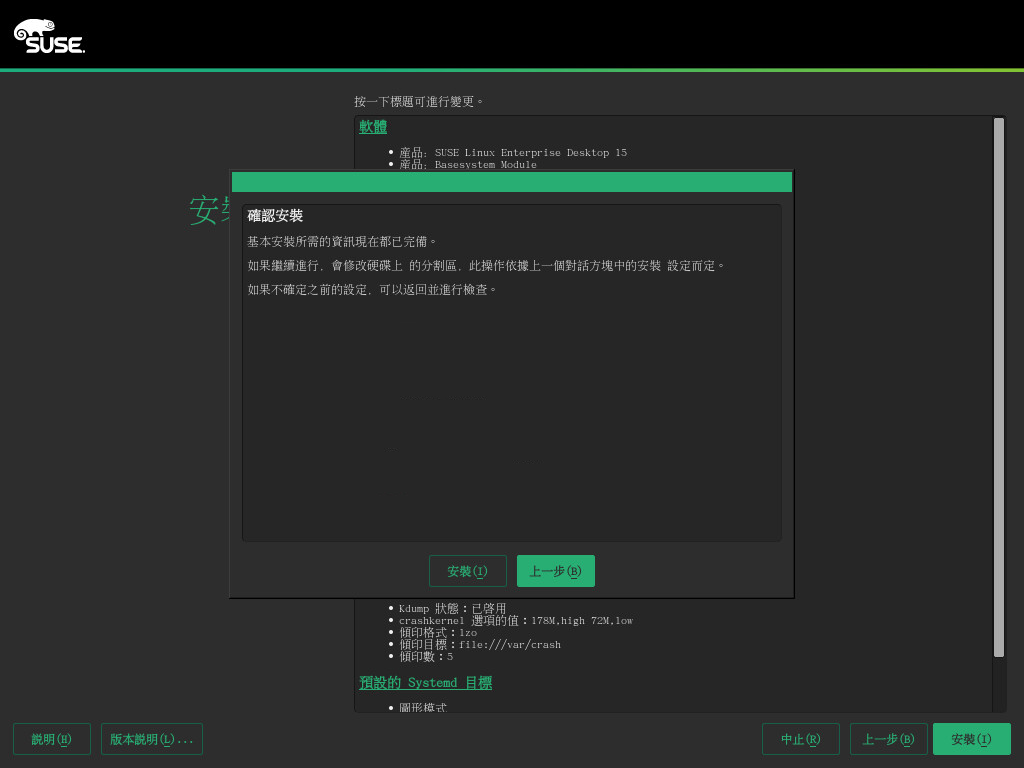 SUSE.
按一下標題可進行變更。
軟體
• 產品: SUSE Linux Enterprise Desktop 15
• 產品: Basesystem Module
安
確認安裝
基本安裝所需的資訊現在都已完備。
如果繼續進行, 會修改硬碟上 的分割區, 此操作依據上一個對話方塊中的安裝 設定而定。
如果不確定之前的設定, 可以返回並進行檢查。
安裝(I) 上一步(B)
• Kdump 狀態：已啓用
• crashkernel 選項的值：178M,high 72M,low
• 傾印格式：lzo
• 傾印目標：file:///var/crash
• 傾印數：5
預設的 Systemd 目標
• 圖形模式
說明(H) 版本說明(L)... 中止(R) 上一步(B) 安裝(I)